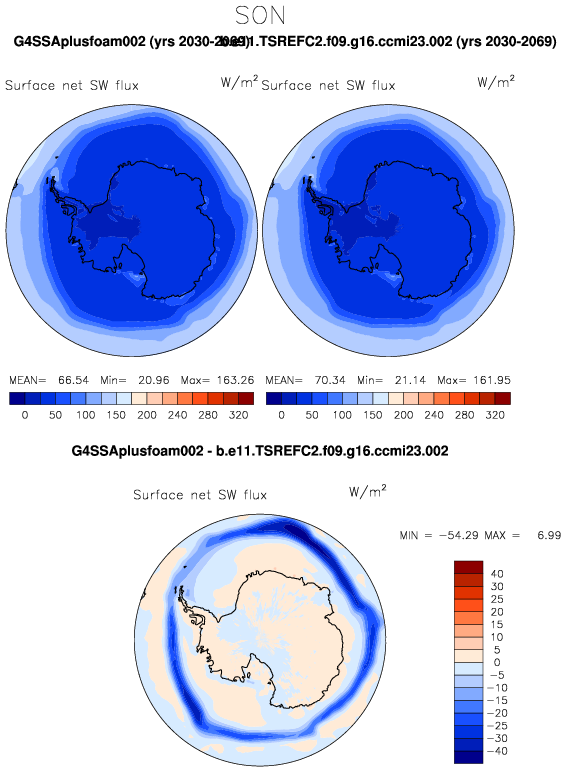 SON
G4SSAplusfoam002 (yrs 2030-2069) b.e11.TSREFC2.f09.g16.ccmi23.002 (yrs 2030-2069)
Surface net SW flux W/m² Surface net SW flux W/m²
MEAN= 66.54 Min= 20.96 Max= 163.26 MEAN= 70.34 Min= 21.14 Max= 161.95
0 50 100 150 200 240 280 320 0 50 100 150 200 240 280 320
G4SSAplusfoam002 - b.e11.TSREFC2.f09.g16.ccmi23.002
Surface net SW flux W/m²
MIN = -54.29 MAX = 6.99
40
30
25
20
15
10
5
0
-5
-10
-15
-20
-25
-30
-40